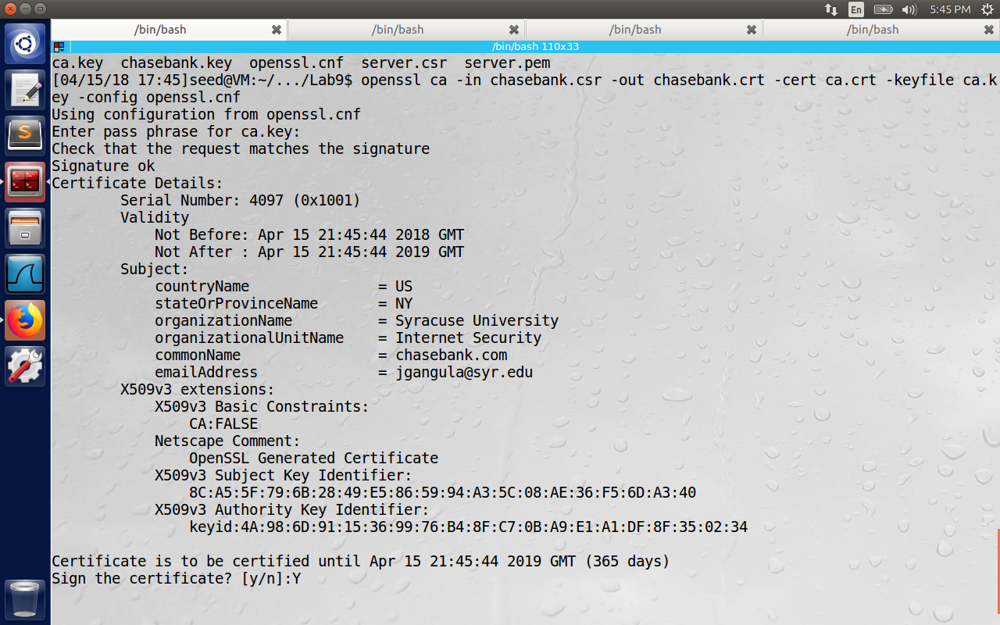 En 5:45 PM
/bin/bash /bin/bash /bin/bash /bin/bash
/bin/bash 110x33
ca.key  chasebank.key  openssl.cnf  server.csr  server.pem
[04/15/18 17:45]seed@VM:~/.../Lab9$ openssl ca -in chasebank.csr -out chasebank.crt -cert ca.crt -keyfile ca.k
ey -config openssl.cnf
Using configuration from openssl.cnf
Enter pass phrase for ca.key:
Check that the request matches the signature
Signature ok
Certificate Details:
        Serial Number: 4097 (0x1001)
        Validity
            Not Before: Apr 15 21:45:44 2018 GMT
            Not After : Apr 15 21:45:44 2019 GMT
        Subject:
            countryName               = US
            stateOrProvinceName       = NY
            organizationName          = Syracuse University
            organizationalUnitName    = Internet Security
            commonName                = chasebank.com
            emailAddress              = jgangula@syr.edu
        X509v3 extensions:
            X509v3 Basic Constraints:
                CA:FALSE
            Netscape Comment:
                OpenSSL Generated Certificate
            X509v3 Subject Key Identifier:
                8C:A5:5F:79:6B:28:49:E5:86:59:94:A3:5C:08:AE:36:F5:6D:A3:40
            X509v3 Authority Key Identifier:
                keyid:4A:98:6D:91:15:36:99:76:B4:8F:C7:0B:A9:E1:A1:DF:8F:35:02:34
Certificate is to be certified until Apr 15 21:45:44 2019 GMT (365 days)
Sign the certificate? [y/n]:Y